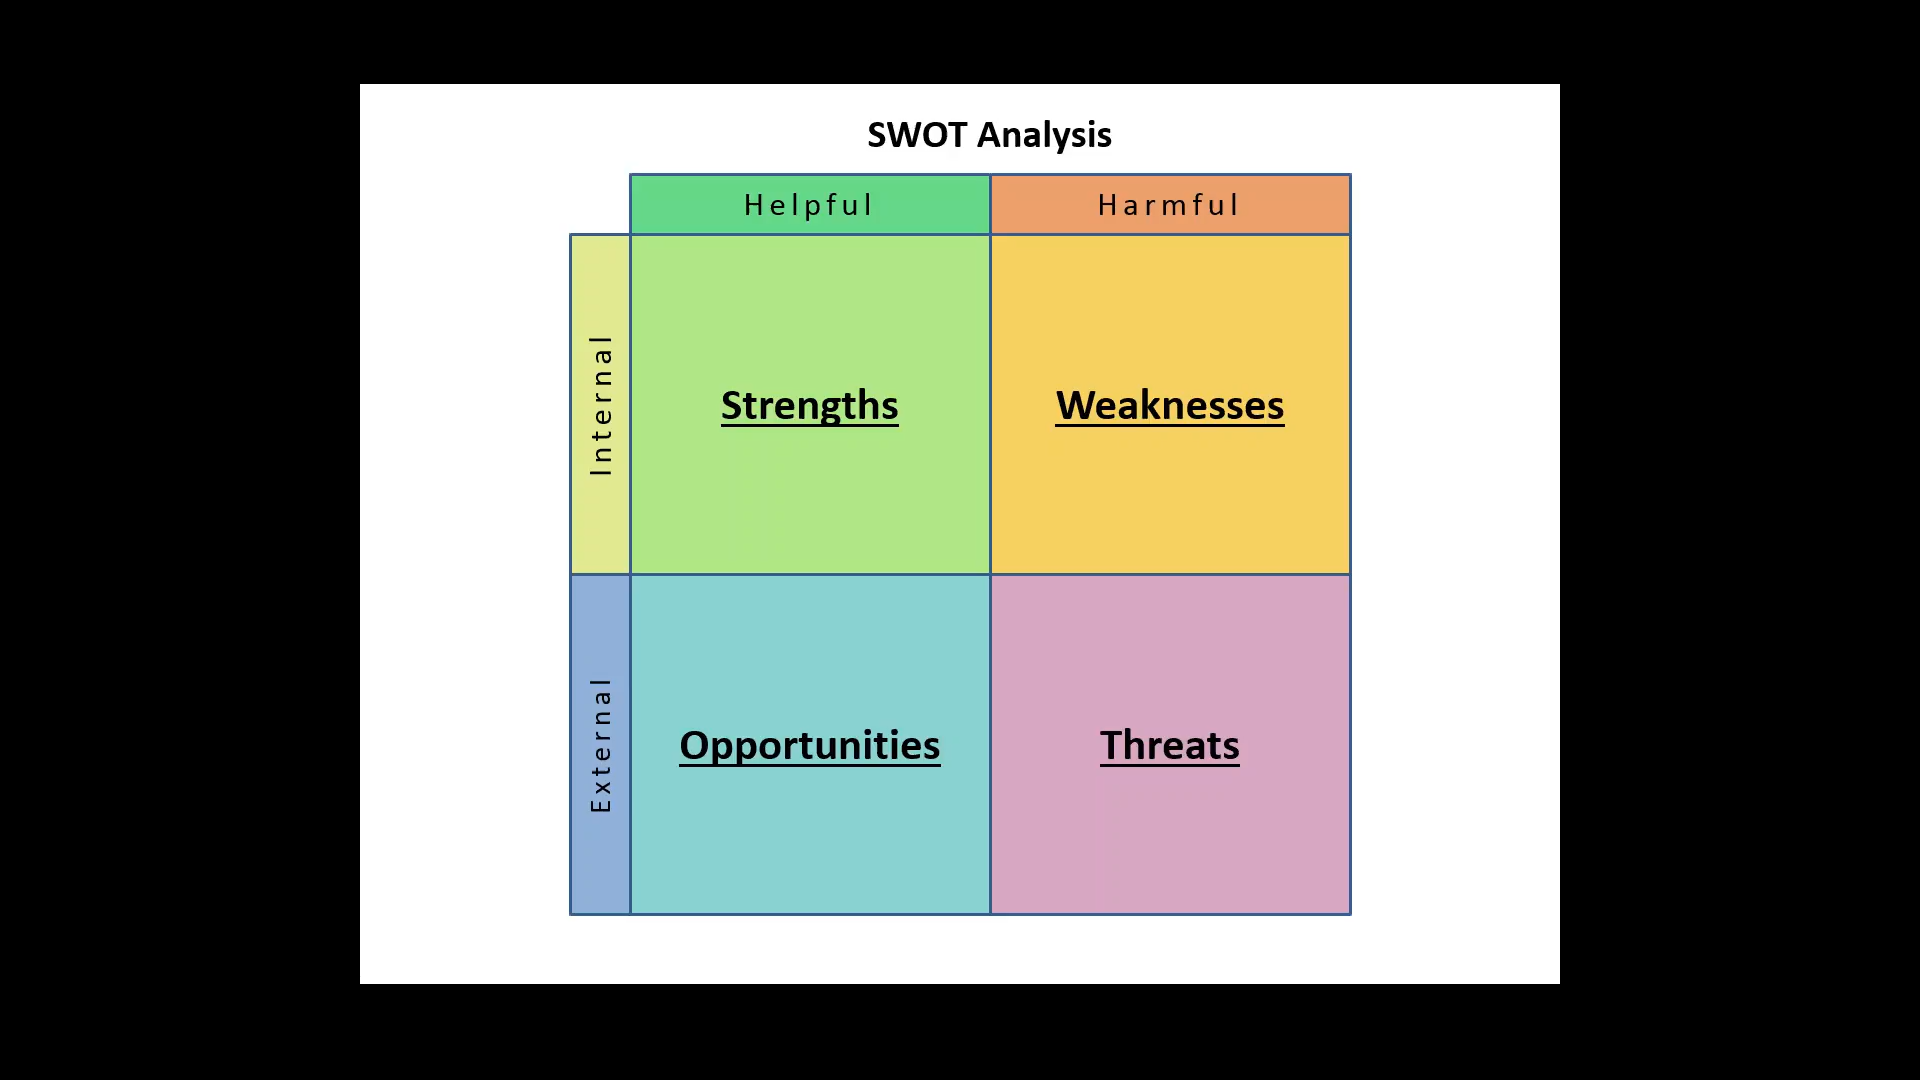 SWOT Analysis
Helpful
Harmful
Internal
Strengths
Weaknesses
External
Opportunities
Threats